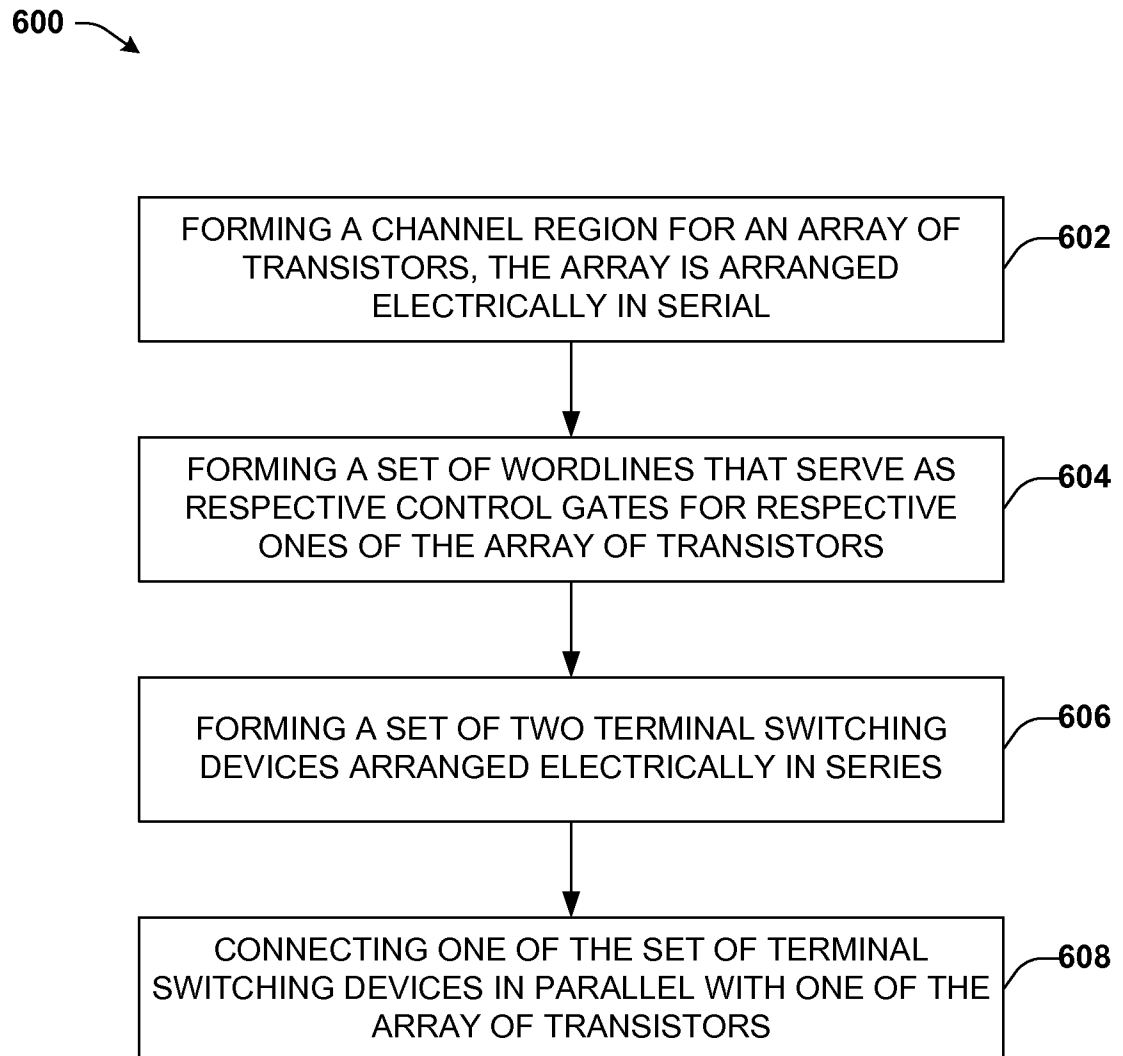 600
FORMING A CHANNEL REGION FOR AN ARRAY OF
TRANSISTORS, THE ARRAY IS ARRANGED
ELECTRICALLY IN SERIAL
602
FORMING A SET OF WORDLINES THAT SERVE AS
RESPECTIVE CONTROL GATES FOR RESPECTIVE
ONES OF THE ARRAY OF TRANSISTORS
604
FORMING A SET OF TWO TERMINAL SWITCHING
DEVICES ARRANGED ELECTRICALLY IN SERIES
606
CONNECTING ONE OF THE SET OF TERMINAL
SWITCHING DEVICES IN PARALLEL WITH ONE OF THE
ARRAY OF TRANSISTORS
608